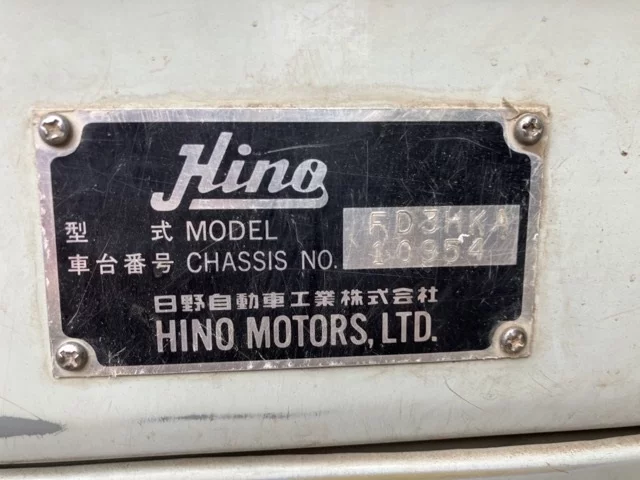 Hino
型式 MODEL FD3HKA
車台番号 CHASSIS NO. 10954
日野自動車工業株式会社
HINO MOTORS, LTD.